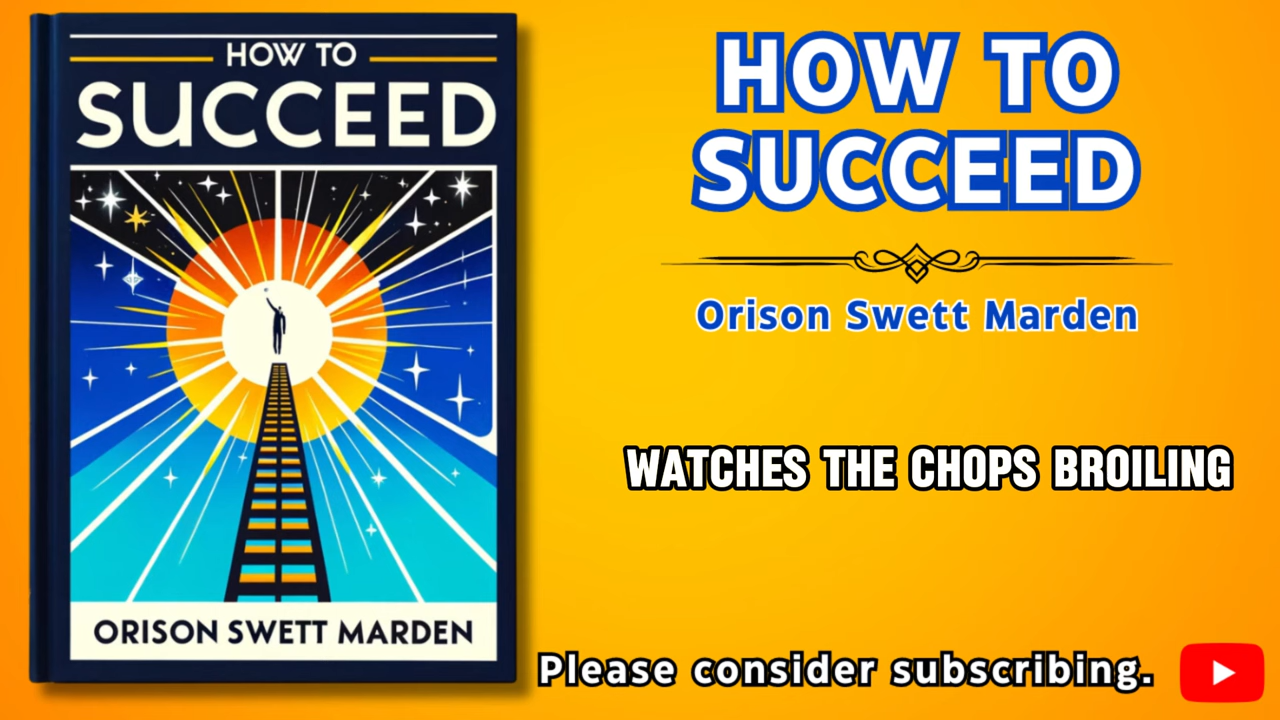 HOW TO
SUCCEED
ORISON SWETT MARDEN
HOW TO
SUCCEED
Orison Swett Marden
WATCHES THE CHOPS BROILING
Please consider subscribing.